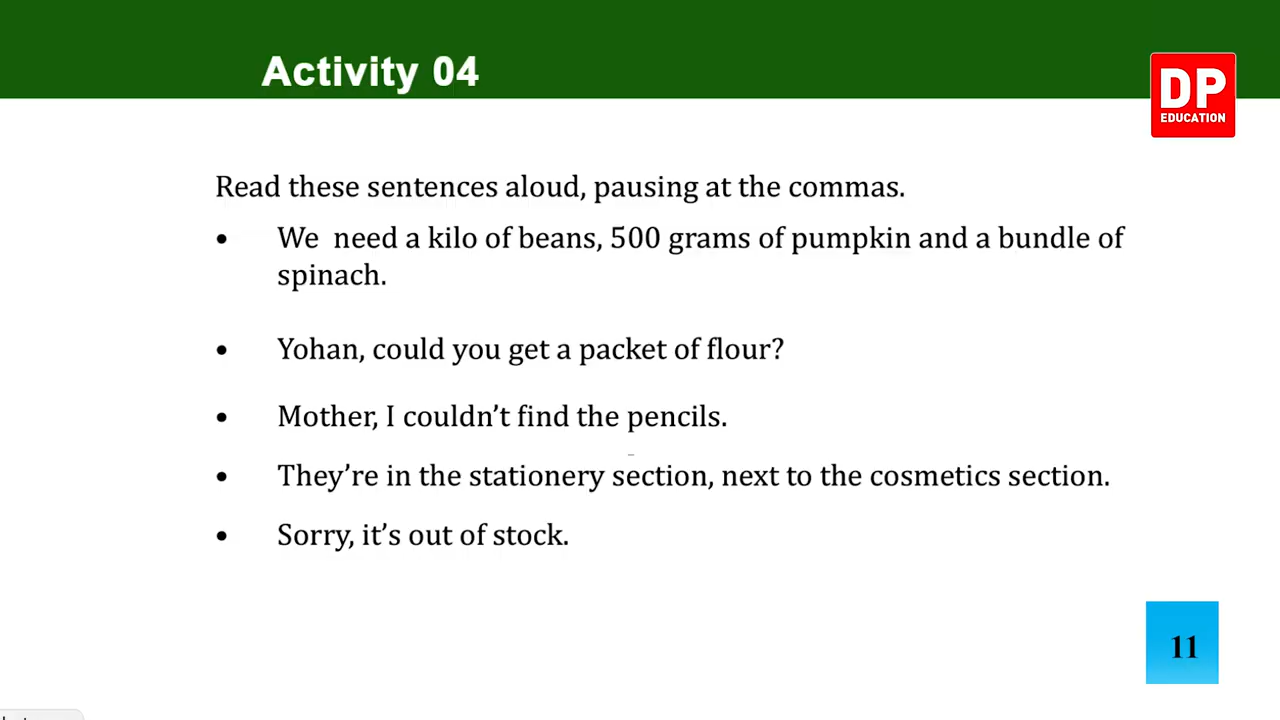 Activity 04
DP
EDUCATION
Read these sentences aloud, pausing at the commas.
• We  need a kilo of beans, 500 grams of pumpkin and a bundle of
spinach.
• Yohan, could you get a packet of flour?
• Mother, I couldn’t find the pencils.
• They’re in the stationery section, next to the cosmetics section.
• Sorry, it’s out of stock.
11